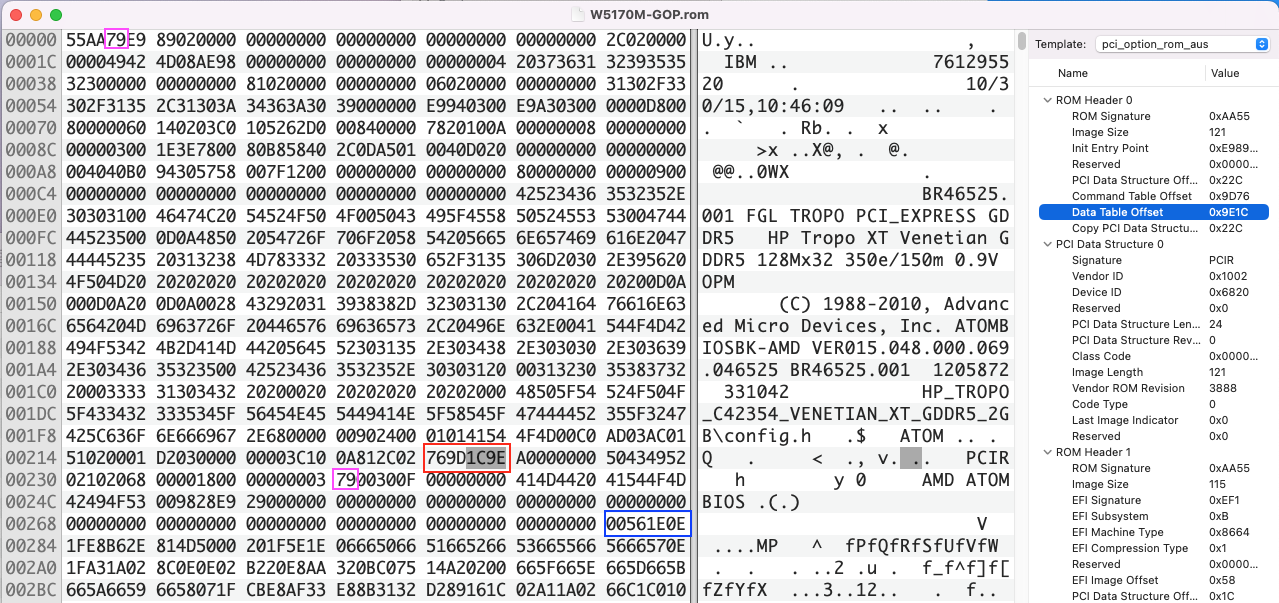 W5170M-GOP.rom
00000 55AA79E9 89020000 00000000 00000000 00000000 00000000 2C020000 U.y.. ,
0001C 00004942 4D08AE98 00000000 00000000 00000004 20373631 32393535 IBM .. 7612955
00038 32300000 00000000 81020000 00000000 06020000 00000000 31302F33 20 . 10/3
00054 302F3135 2C31303A 34363A30 39000000 E9940300 E9A30300 0000D800 0/15,10:46:09 .. .. .
00070 80000060 140203C0 105262D0 00840000 7820100A 00000008 00000000 . ` . Rb. . x
0008C 00000300 1E3E7800 80B85840 2C0DA501 0040D020 00000000 00000000 >x ..X@, . @.
000A8 004040B0 94305758 007F1200 00000000 00000000 80000000 00000900 @@..0WX .
000C4 00000000 00000000 00000000 00000000 00000000 42523436 3532352E BR46525.
000E0 30303100 46474C20 54524F50 4F005043 495F4558 50524553 53004744 001 FGL TROPO PCI_EXPRESS GD
000FC 44523500 0D0A4850 2054726F 706F2058 54205665 6E657469 616E2047 DR5 HP Tropo XT Venetian G
00118 44445235 20313238 4D783332 20333530 652F3135 306D2030 2E395620 DDR5 128Mx32 350e/150m 0.9V
00134 4F504D20 20202020 20202020 20202020 20202020 20202020 20200D0A OPM
00150 000D0A20 0D0A0028 43292031 3938382D 32303130 2C204164 76616E63 (C) 1988-2010, Advanc
0016C 6564204D 6963726F 20446576 69636573 2C20496E 632E0041 544F4D42 ed Micro Devices, Inc. ATOMB
00188 494F5342 4B2D414D 44205645 52303135 2E303438 2E303030 2E303639 IOSBK-AMD VER015.048.000.069
001A4 2E303436 35323500 42523436 3532352E 30303120 00313230 35383732 .046525 BR46525.001 1205872
001C0 20003333 31303432 20200020 20202020 20202000 48505F54 524F504F 331042 HP_TROPO
001DC 5F433432 3335345F 56454E45 5449414E 5F58545F 47444452 355F3247 _C42354_VENETIAN_XT_GDDR5_2G
001F8 425C636F 6E666967 2E680000 00902400 01014154 4F4D00C0 AD03AC01 B\config.h .$ ATOM .. .
00214 51020001 D2030000 00003C10 0A812C02 769D1C9E A0000000 50434952 Q . < ., v. . . PCIR
00230 02102068 00001800 00000003 7900300F 00000000 414D4420 41544F4D h y 0 AMD ATOM
0024C 42494F53 009828E9 29000000 00000000 00000000 00000000 00000000 BIOS .(.)
00268 00000000 00000000 00000000 00000000 00000000 00000000 00561E0E V
00284 1FE8B62E 814D5000 201F5E1E 06665066 51665266 53665566 5666570E ....MP ^ fPfQfRfSfUfVfW
002A0 1FA31A02 8C0E0E02 B220E8AA 320BC075 14A20200 665F665E 665D665B . . . ...2 .u . f_f^f]f[
002BC 665A6659 6658071F FCBE8AF3 3E88B313 2D289161 C02A11A02 66C1C010 fZfYfX ...3..12.. . f..
Template: pci_option_rom_aus
Name Value
ROM Header 0
ROM Signature 0xAA55
Image Size 121
Init Entry Point 0xE989...
Reserved 0x0000...
PCI Data Structure Off... 0x22C
Command Table Offset 0x9D76
Data Table Offset 0x9E1C
Copy PCI Data Structu... 0x22C
PCI Data Structure 0
Signature PCIR
Vendor ID 0x1002
Device ID 0x6820
Reserved 0x0
PCI Data Structure Len... 24
PCI Data Structure Rev... 0
Class Code 0x0000...
Image Length 121
Vendor ROM Revision 3888
Code Type 0
Last Image Indicator 0x0
Reserved 0x0
ROM Header 1
ROM Signature 0xAA55
Image Size 115
EFI Signature 0xEF1
EFI Subsystem 0xB
EFI Machine Type 0x8664
EFI Compression Type 0x1
Reserved 0x0000...
EFI Image Offset 0x58
PCI Data Structure Off... 0x1C